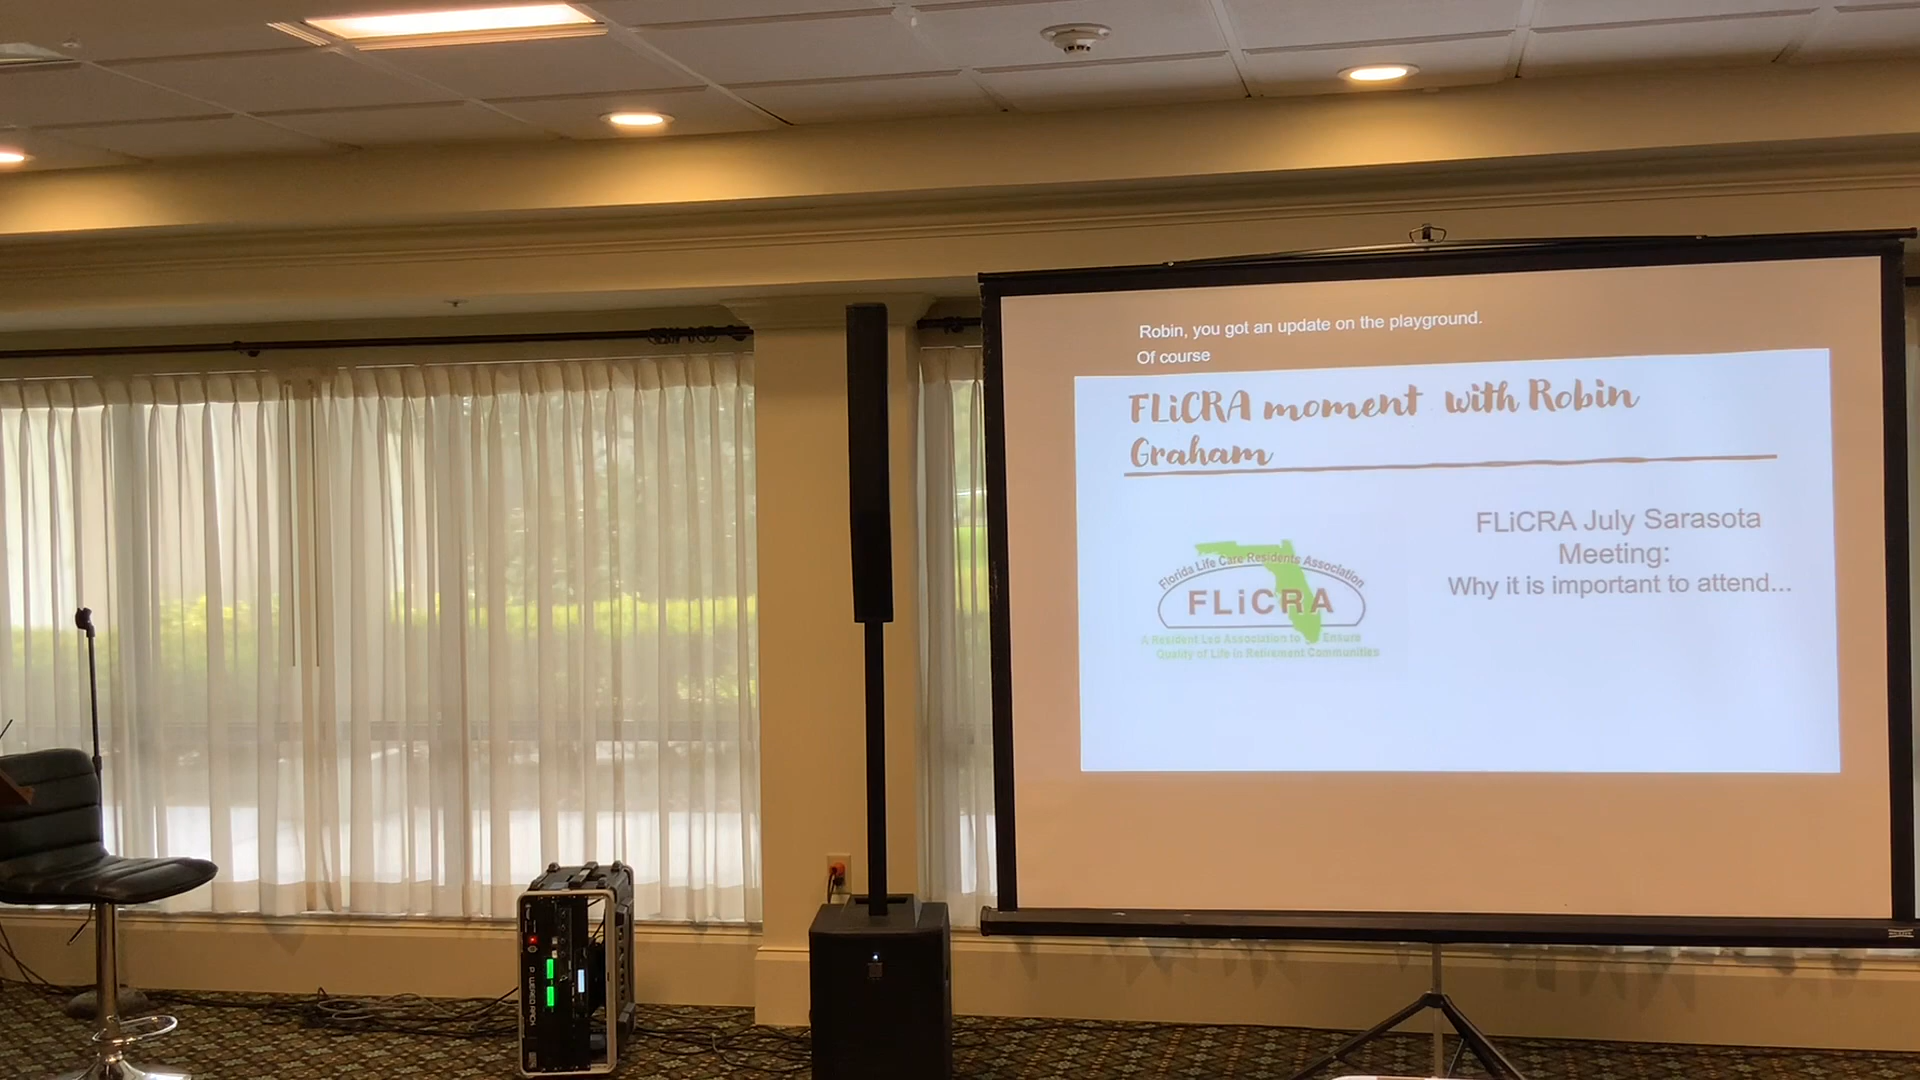 Robin, you got an update on the playground.
Of course
FLiCRA moment with Robin
Graham
FLiCRA July Sarasota
Meeting:
Why it is important to attend...
Florida Life Care Residents Association
FLiCRA
A Resident Led Association to Ensure
Quality of Life in Retirement Communities